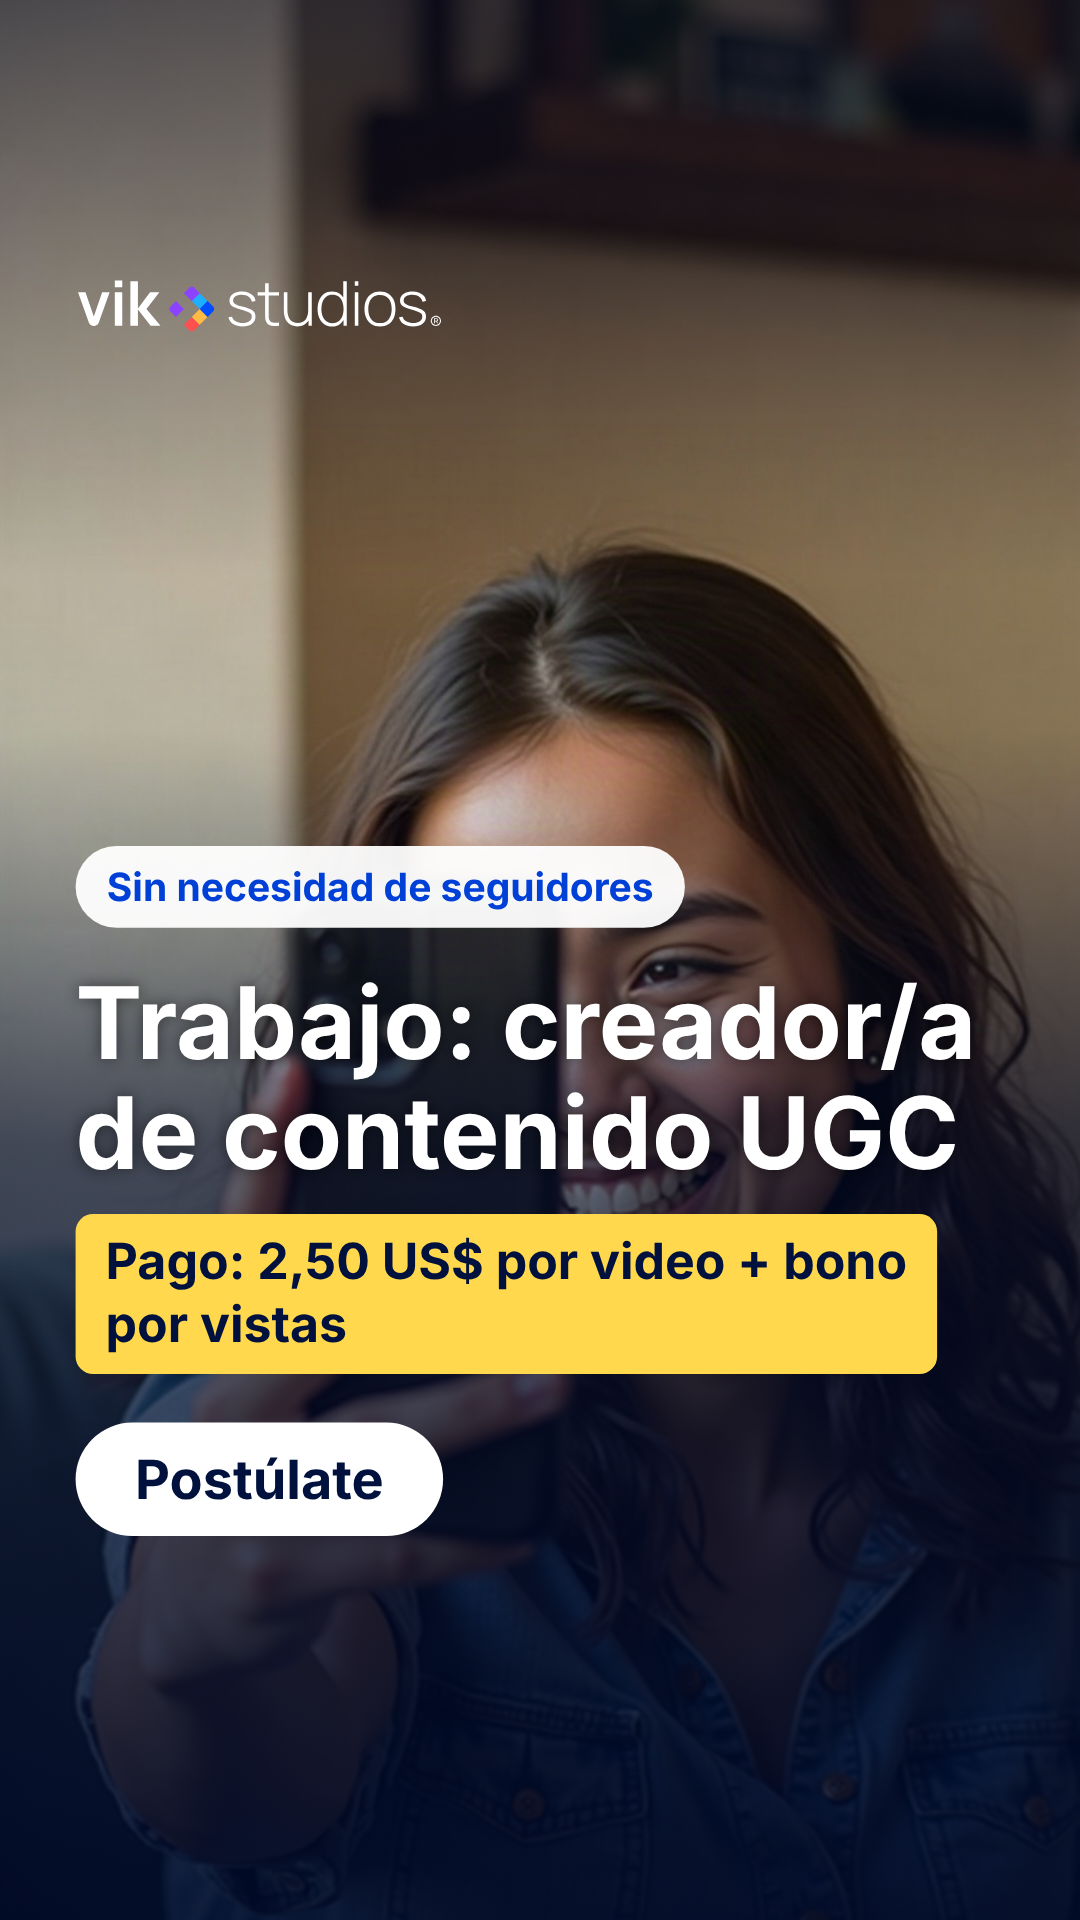 vik studios®
Sin necesidad de seguidores
Trabajo: creador/a
de contenido UGC
Pago: 2,50 US$ por video + bono
por vistas
Postúlate